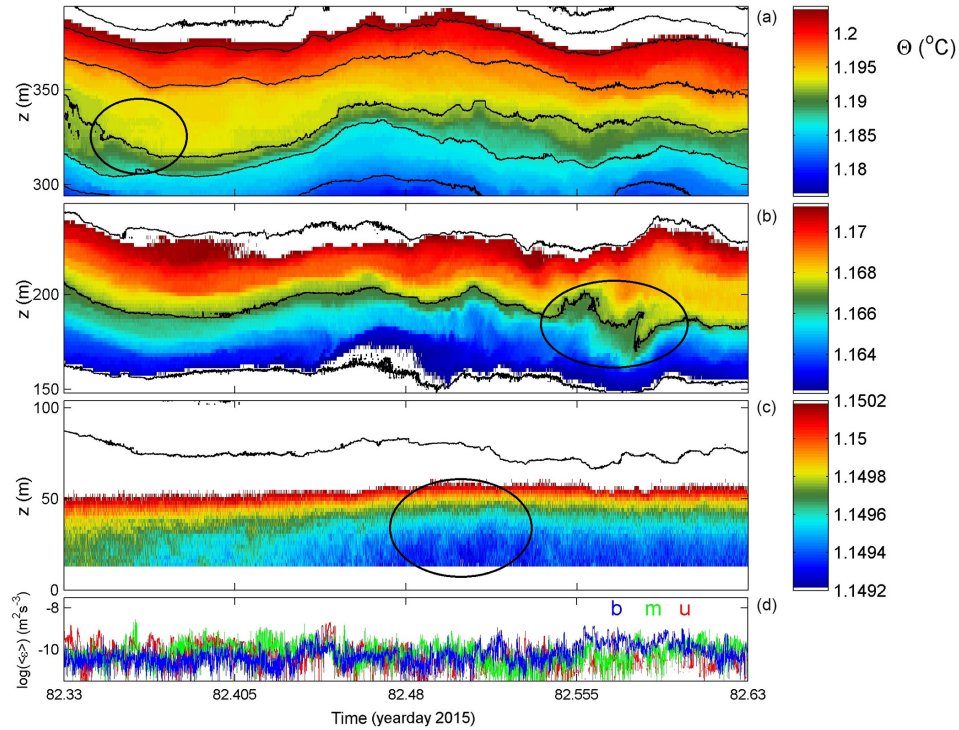 (a)
1.2
1.195
1.19
1.185
1.18
Θ (°C)
350
300
z (m)
(b)
1.17
1.168
1.166
1.164
200
150
z (m)
(c)
1.1502
1.15
1.1498
1.1496
1.1494
1.1492
100
50
0
z (m)
(d)
b m u
-8
-10
log(<ε>) (m²s⁻³)
82.33 82.405 82.48 82.555 82.63
Time (yearday 2015)